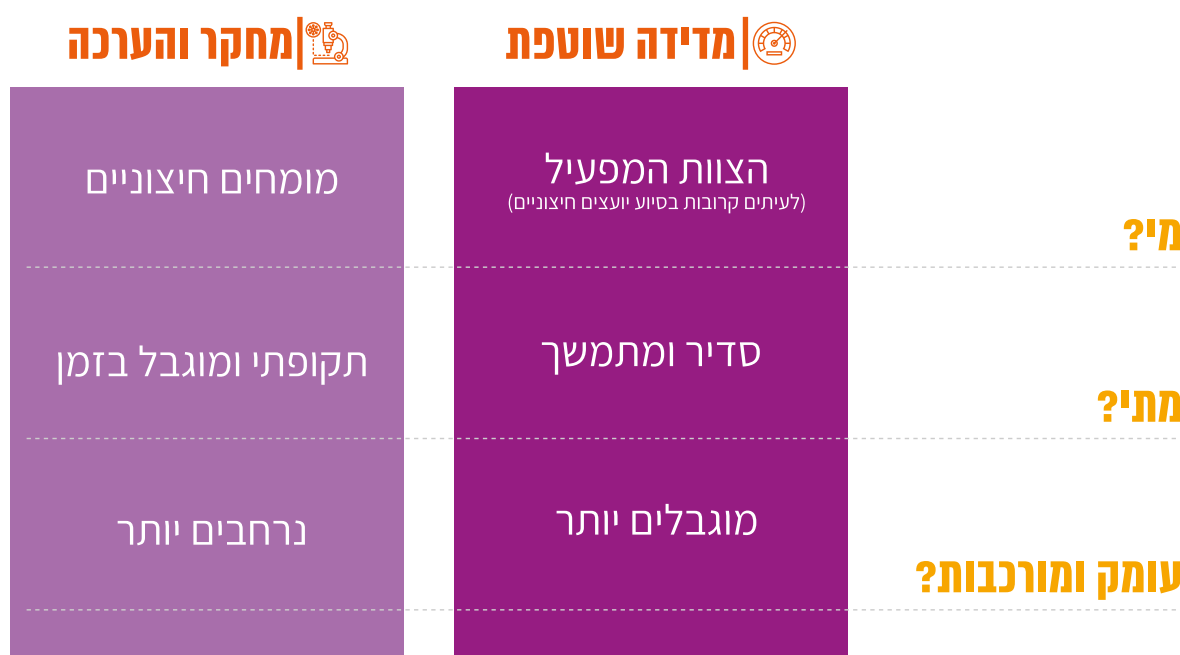 מדידה שוטפת
מחקר והערכה
מי?
הצוות המפעיל
(לעיתים קרובות בסיוע יועצים חיצוניים)
מומחים חיצוניים
מתי?
סדיר ומתמשך
תקופתי ומוגבל בזמן
עומק ומורכבות?
מוגבלים יותר
נרחבים יותר